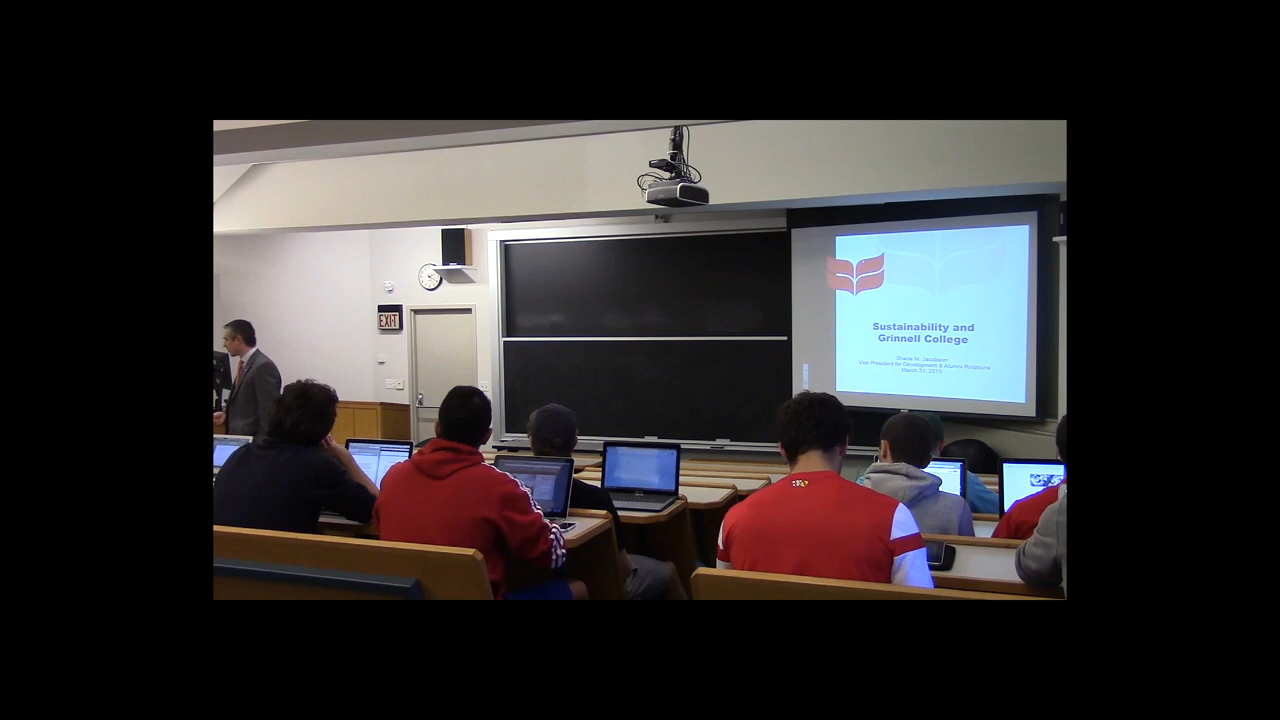 EXIT
Sustainability and
Grinnell College
Shane M. Jacobson
Vice President for Development & Alumni Relations
March 31, 2015